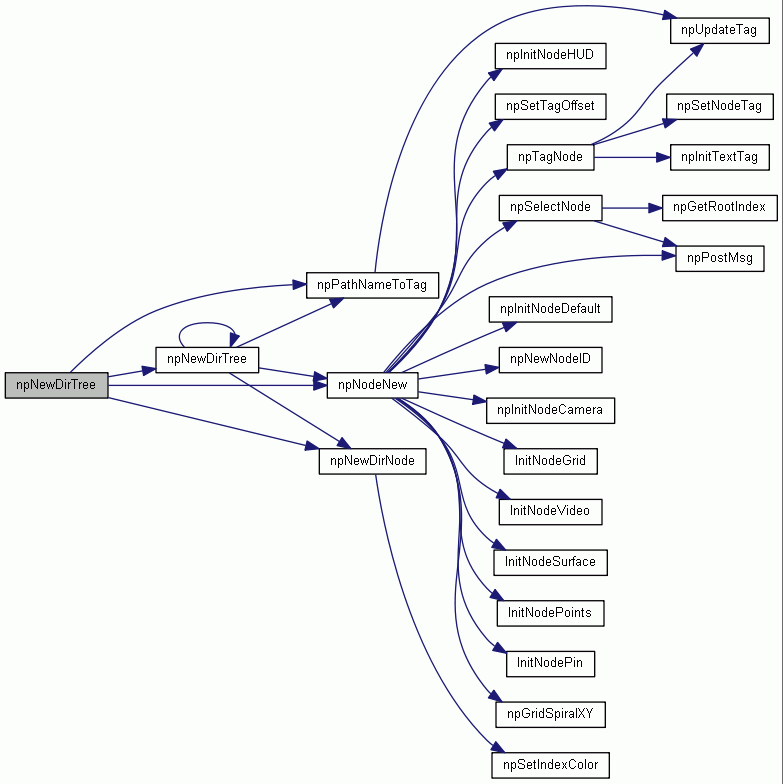 npUpdateTag
npInitNodeHUD
npSetTagOffset
npSetNodeTag
npTagNode
npInitTextTag
npSelectNode
npGetRootIndex
npPostMsg
npPathNameToTag
npInitNodeDefault
npNewDirTree
npNewNodeID
npNewDirTree
npNodeNew
npInitNodeCamera
npNewDirNode
InitNodeGrid
InitNodeVideo
InitNodeSurface
InitNodePoints
InitNodePin
npGridSpiralXY
npSetIndexColor